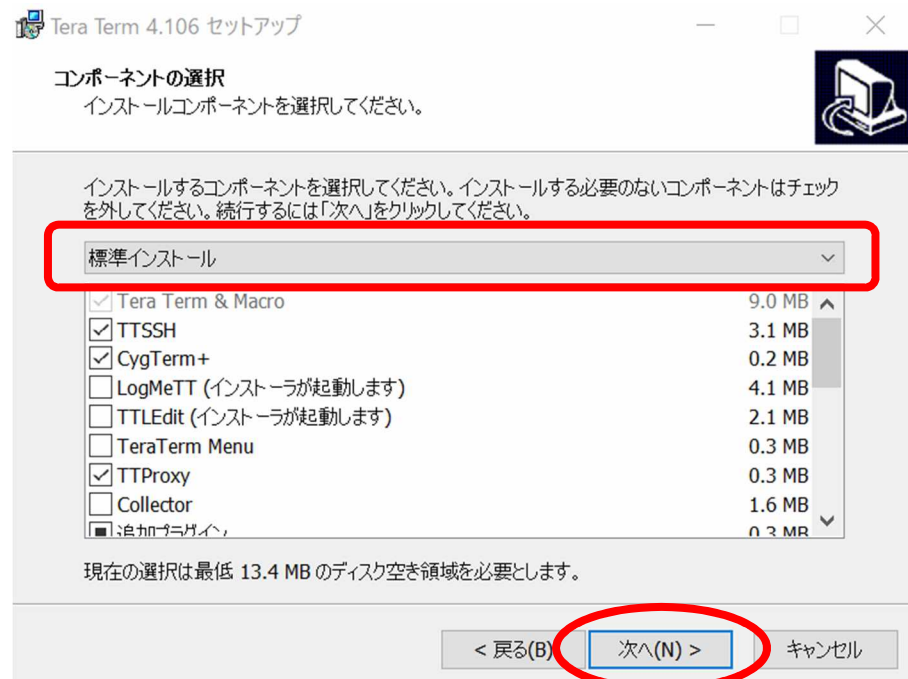 Tera Term 4.106 セットアップ
コンポーネントの選択
インストールコンポーネントを選択してください。
インストールするコンポーネントを選択してください。インストールする必要のないコンポーネントはチェック
を外してください。続行するには「次へ」をクリックしてください。
標準インストール
Tera Term & Macro 9.0 MB
TTSSH 3.1 MB
CygTerm+ 0.2 MB
LogMeTT (インストーラが起動します) 4.1 MB
TTLEdit (インストーラが起動します) 2.1 MB
TeraTerm Menu 0.3 MB
TTProxy 0.3 MB
Collector 1.6 MB
追加プラグイン 0.3 MB
現在の選択は最低 13.4 MB のディスク空き領域を必要とします。
< 戻る(B) 次へ(N) > キャンセル